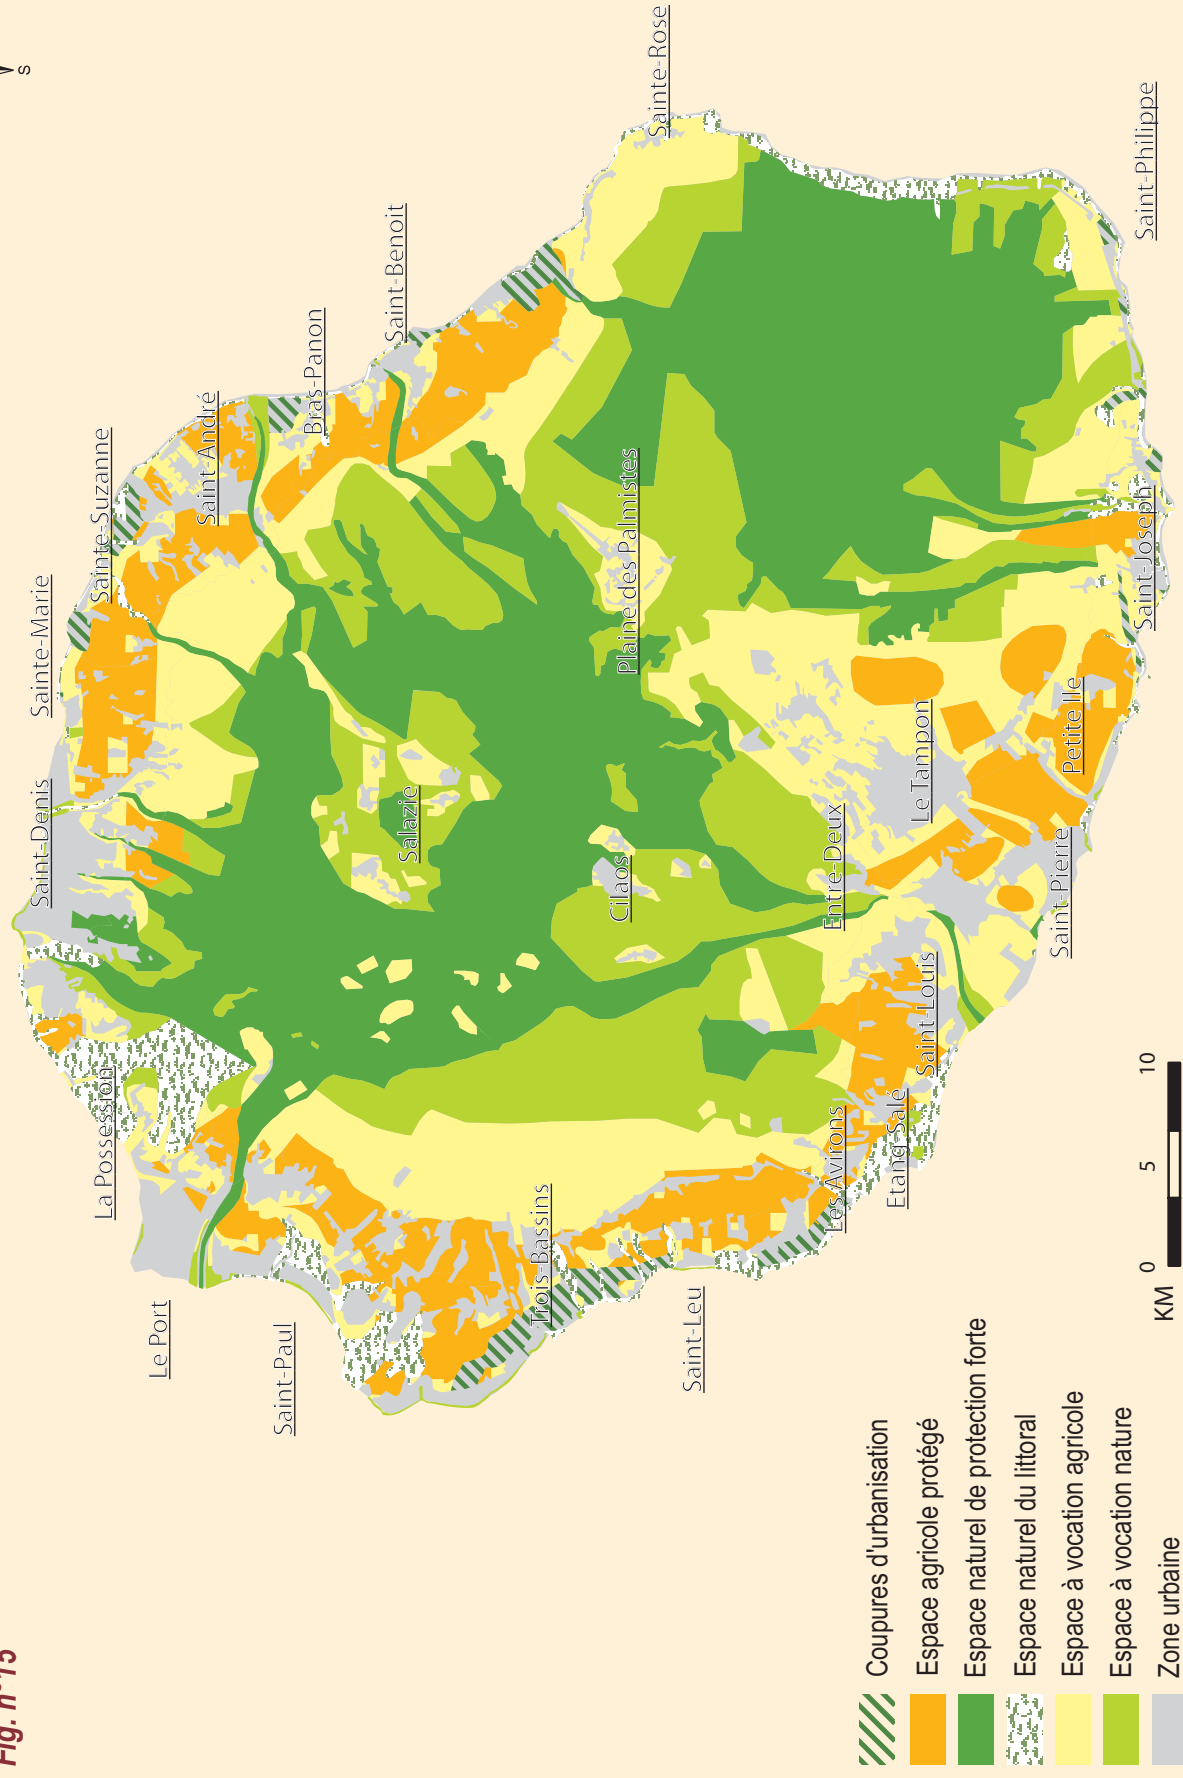 Fig. n°15
S
Saint-Denis
Sainte-Marie
Sainte-Suzanne
Saint-André
Bras-Panon
Saint-Benoit
Sainte-Rose
La Possession
Le Port
Saint-Paul
Salazie
Plaine des Palmistes
Cilaos
Trois-Bassins
Saint-Leu
Entre-Deux
Les Avirons
Etang-Salé
Saint-Louis
Le Tampon
Saint-Pierre
Petite Ile
Saint-Joseph
Saint-Philippe
Coupures d'urbanisation
Espace agricole protégé
Espace naturel de protection forte
Espace naturel du littoral
Espace à vocation agricole
Espace à vocation nature
Zone urbaine
0 5 10
KM